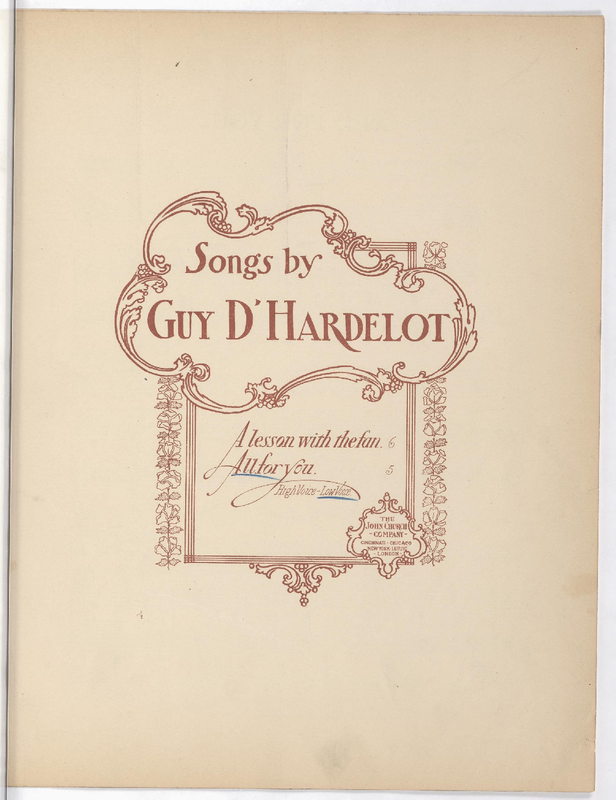 Songs by
GUY D'HARDELOT
A lesson with the fan. 6
All for you. 5
High Voice - Low Voice
THE
JOHN CHURCH
- COMPANY -
CINCINNATI - CHICAGO
NEW YORK - LEIPSIC
- LONDON -